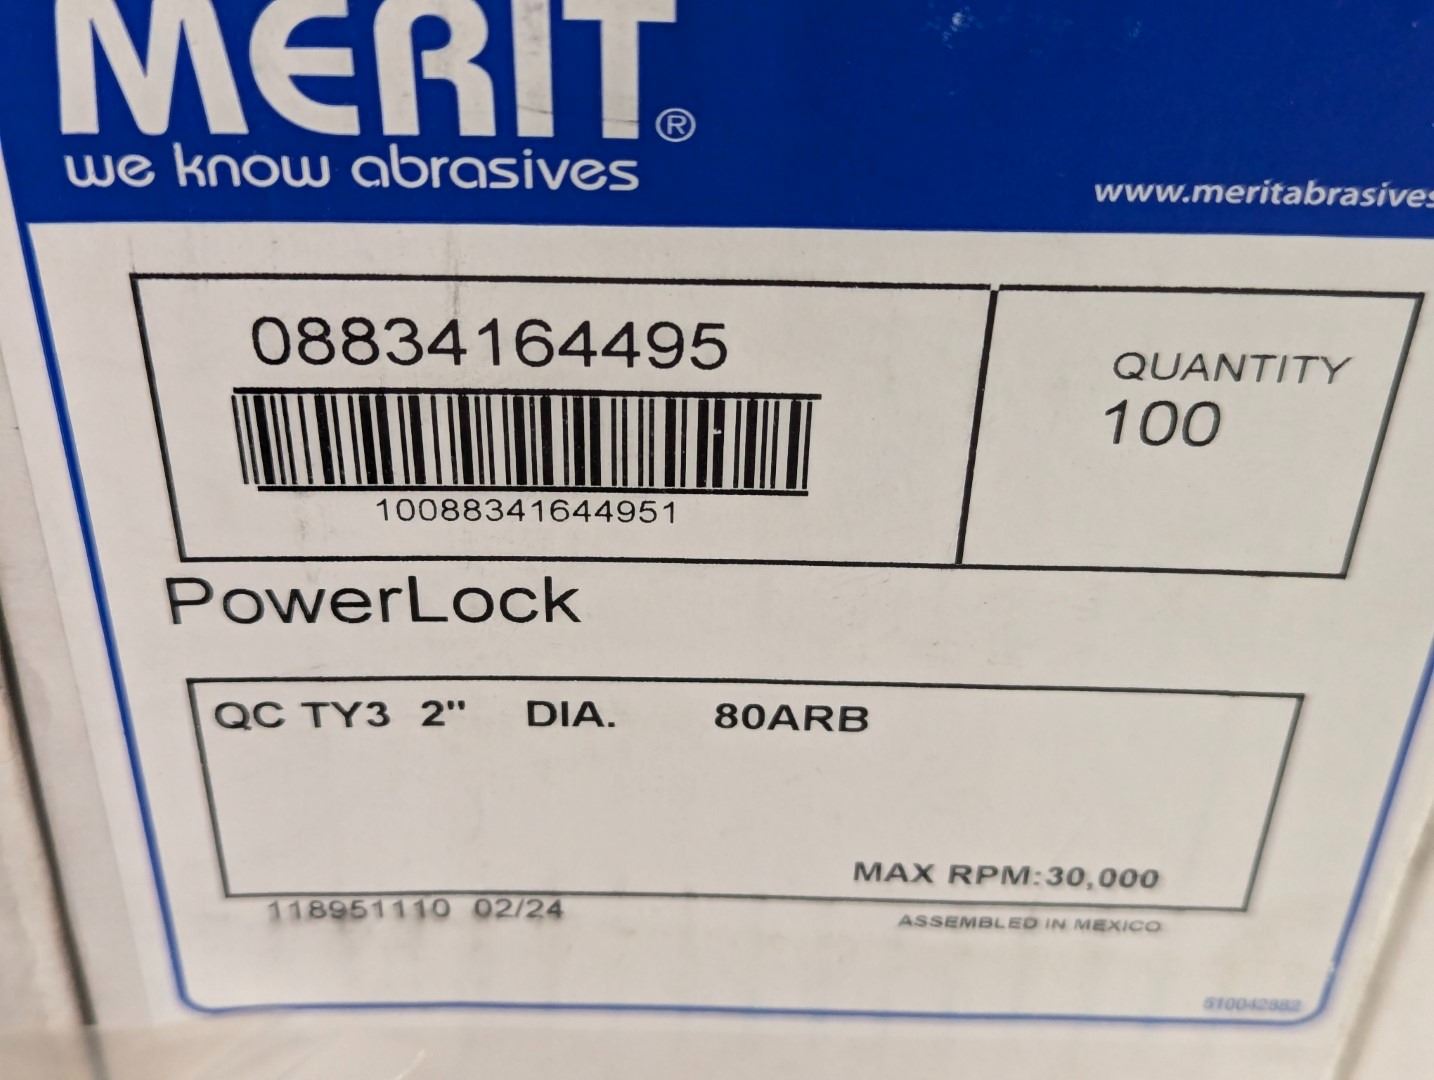 MERIT®
we know abrasives
www.meritabrasives
08834164495
QUANTITY
100
10088341644951
PowerLock
QC TY3 2" DIA. 80ARB
MAX RPM:30,000
118951110 02/24
ASSEMBLED IN MEXICO
510042882